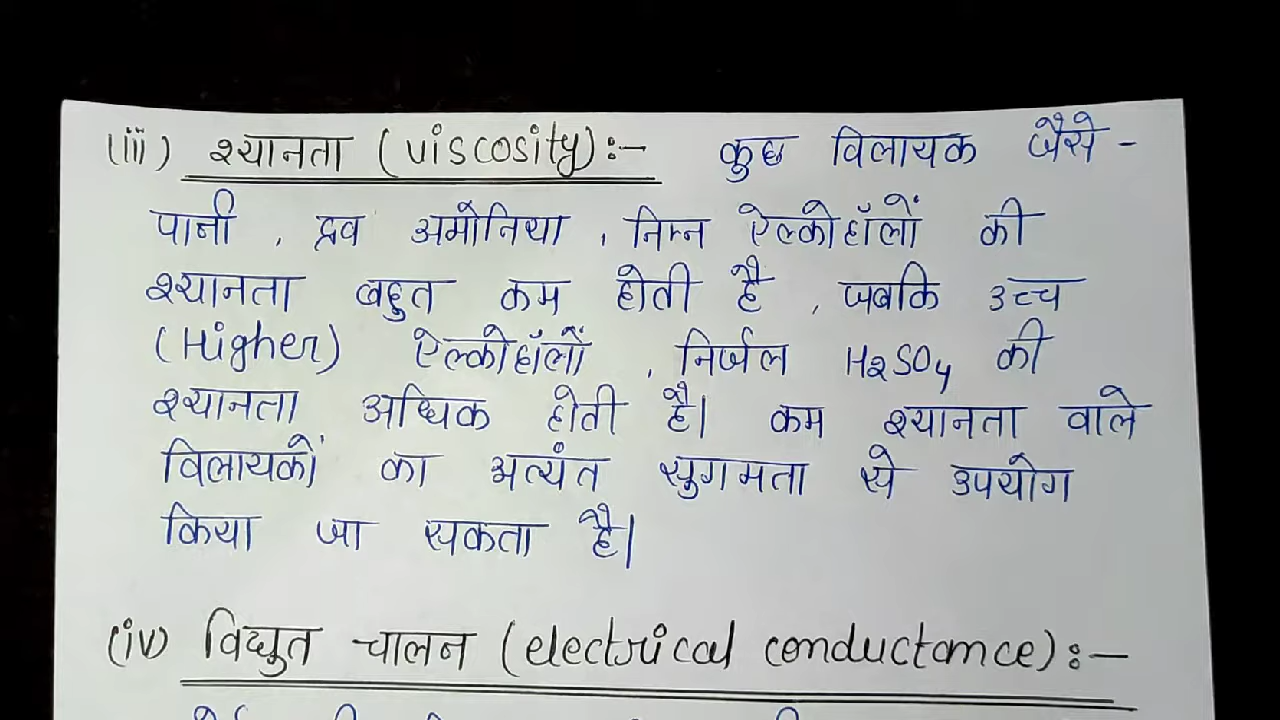 (iii) श्यानता (viscosity) :- कुछ विलायक जैसे -
पानी , द्रव अमोनिया , निम्न ऐल्कोहॉलों की
श्यानता बहुत कम होती है , जबकि उच्च
(Higher) ऐल्कोहॉलों , निर्जल H2SO4 की
श्यानता अधिक होती है। कम श्यानता वाले
विलायकों का अत्यंत सुगमता से उपयोग
किया जा सकता है।
(iv) विद्युत चालन (electrical conductance) :-